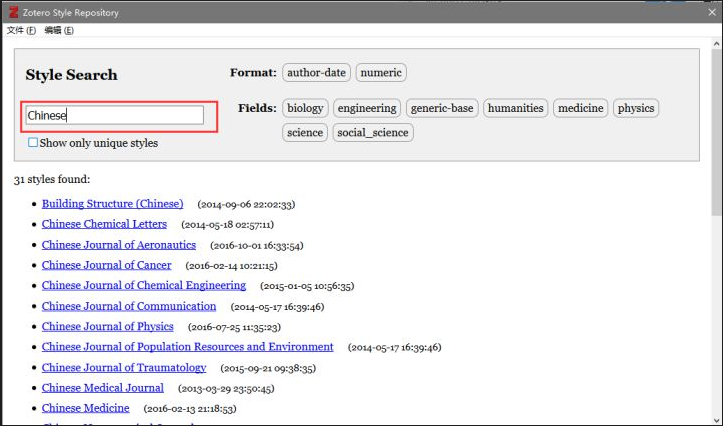 Zotero Style Repository
文件 (F) 编辑 (E)
Style Search
Format: author-date numeric
Chinese
Fields: biology engineering generic-base humanities medicine physics
science social_science
Show only unique styles
31 styles found:
Building Structure (Chinese) (2014-09-06 22:02:33)
Chinese Chemical Letters (2014-05-18 02:57:11)
Chinese Journal of Aeronautics (2016-10-01 16:33:54)
Chinese Journal of Cancer (2016-02-14 10:21:15)
Chinese Journal of Chemical Engineering (2015-01-05 10:56:35)
Chinese Journal of Communication (2014-05-17 16:39:46)
Chinese Journal of Physics (2016-07-25 11:35:23)
Chinese Journal of Population Resources and Environment (2014-05-17 16:39:46)
Chinese Journal of Traumatology (2015-09-21 09:38:35)
Chinese Medical Journal (2013-03-29 23:50:45)
Chinese Medicine (2016-02-13 21:18:53)